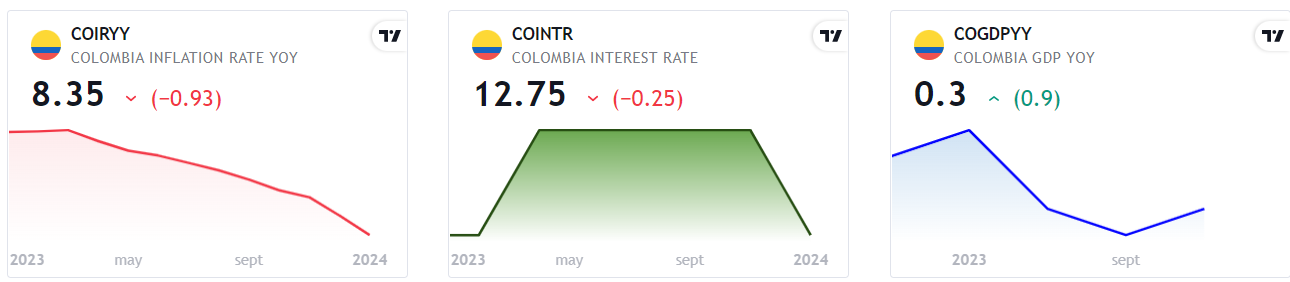 COIRYY
COLOMBIA INFLATION RATE YOY
8.35 (−0.93)
2023 may sept 2024
COINTR
COLOMBIA INTEREST RATE
12.75 (−0.25)
2023 may sept 2024
COGDPYY
COLOMBIA GDP YOY
0.3 (0.9)
2023 sept